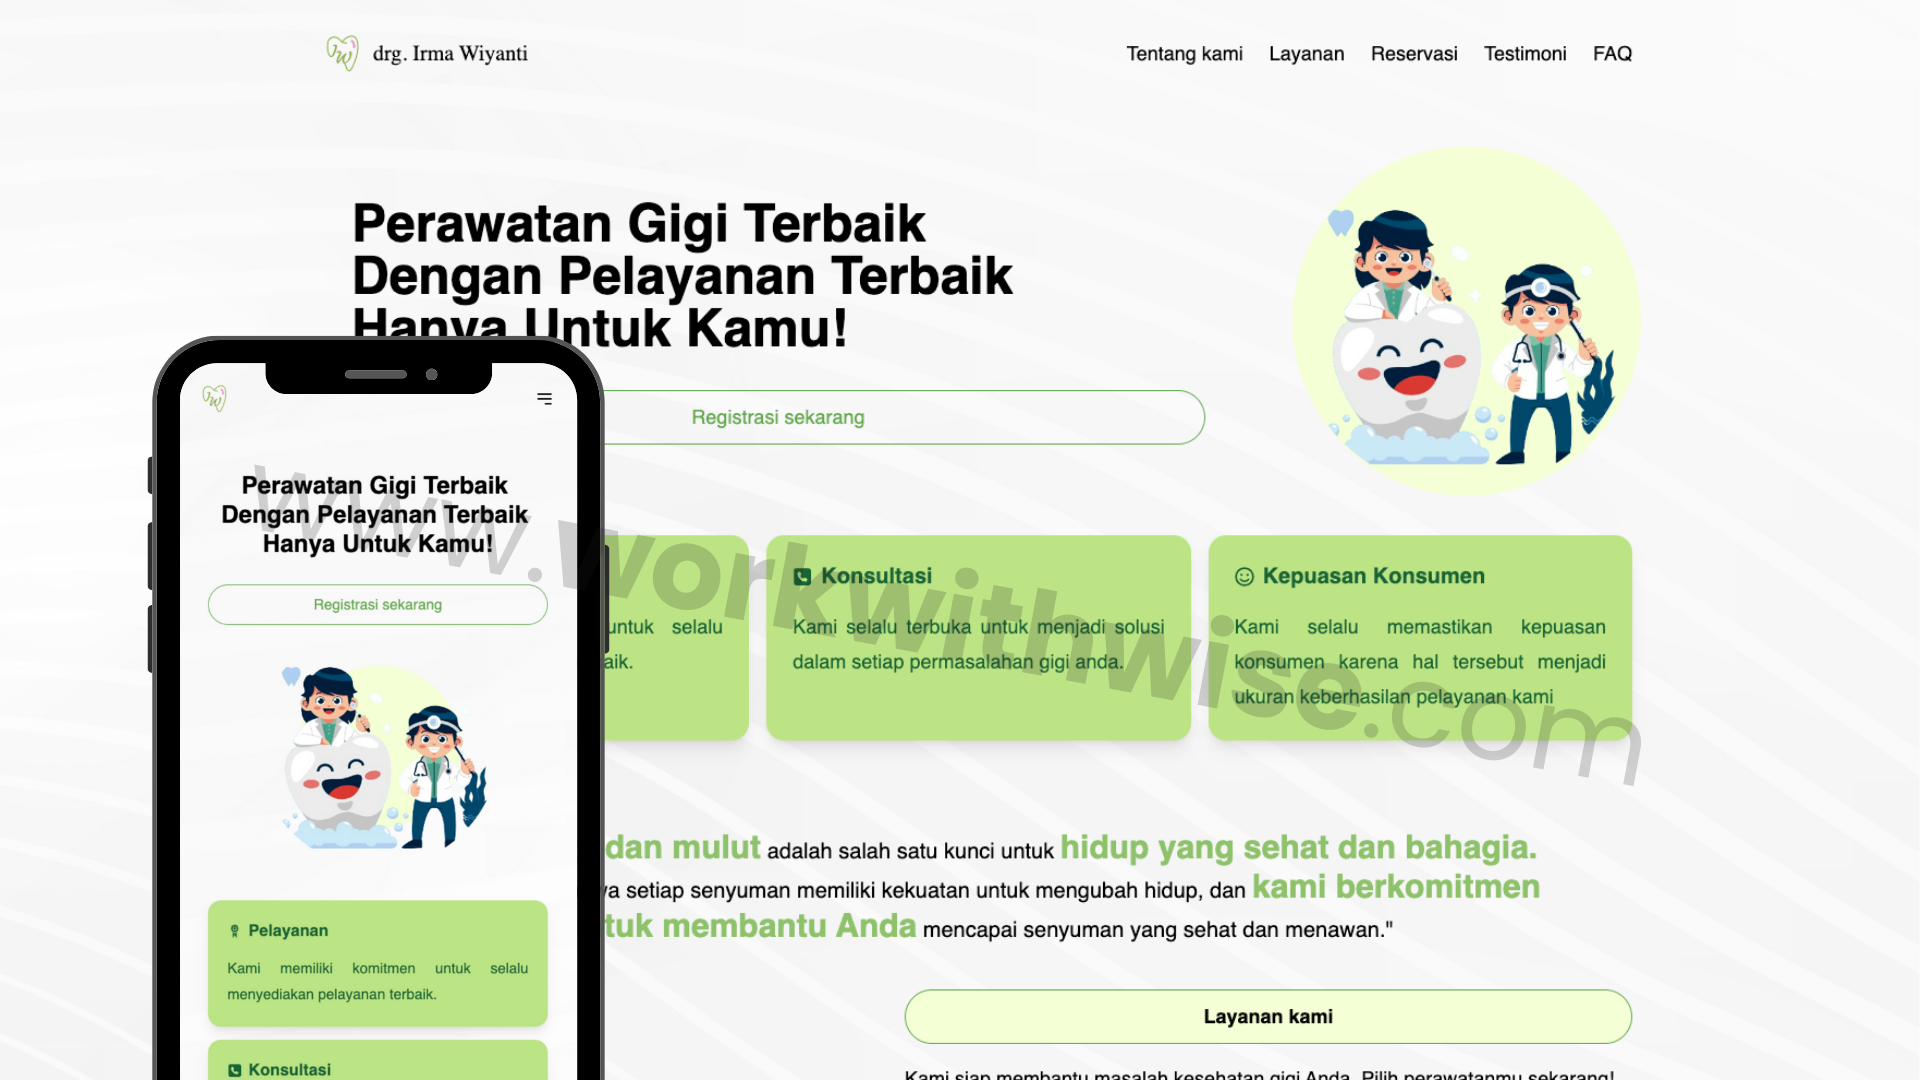 drg. Irma Wiyanti
Tentang kami Layanan Reservasi Testimoni FAQ
Perawatan Gigi Terbaik
Dengan Pelayanan Terbaik
Hanya Untuk Kamu!
Registrasi sekarang
untuk selalu
aik.
Konsultasi
Kami selalu terbuka untuk menjadi solusi
dalam setiap permasalahan gigi anda.
Kepuasan Konsumen
Kami selalu memastikan kepuasan
konsumen karena hal tersebut menjadi
ukuran keberhasilan pelayanan kami
dan mulut adalah salah satu kunci untuk hidup yang sehat dan bahagia.
ya setiap senyuman memiliki kekuatan untuk mengubah hidup, dan kami berkomitmen
tuk membantu Anda mencapai senyuman yang sehat dan menawan."
Layanan kami
Kami siap membantu masalah kesehatan gigi Anda. Pilih perawatanmu sekarang!
JW
Perawatan Gigi Terbaik
Dengan Pelayanan Terbaik
Hanya Untuk Kamu!
Registrasi sekarang
Pelayanan
Kami memiliki komitmen untuk selalu
menyediakan pelayanan terbaik.
Konsultasi
www.workwithwise.com